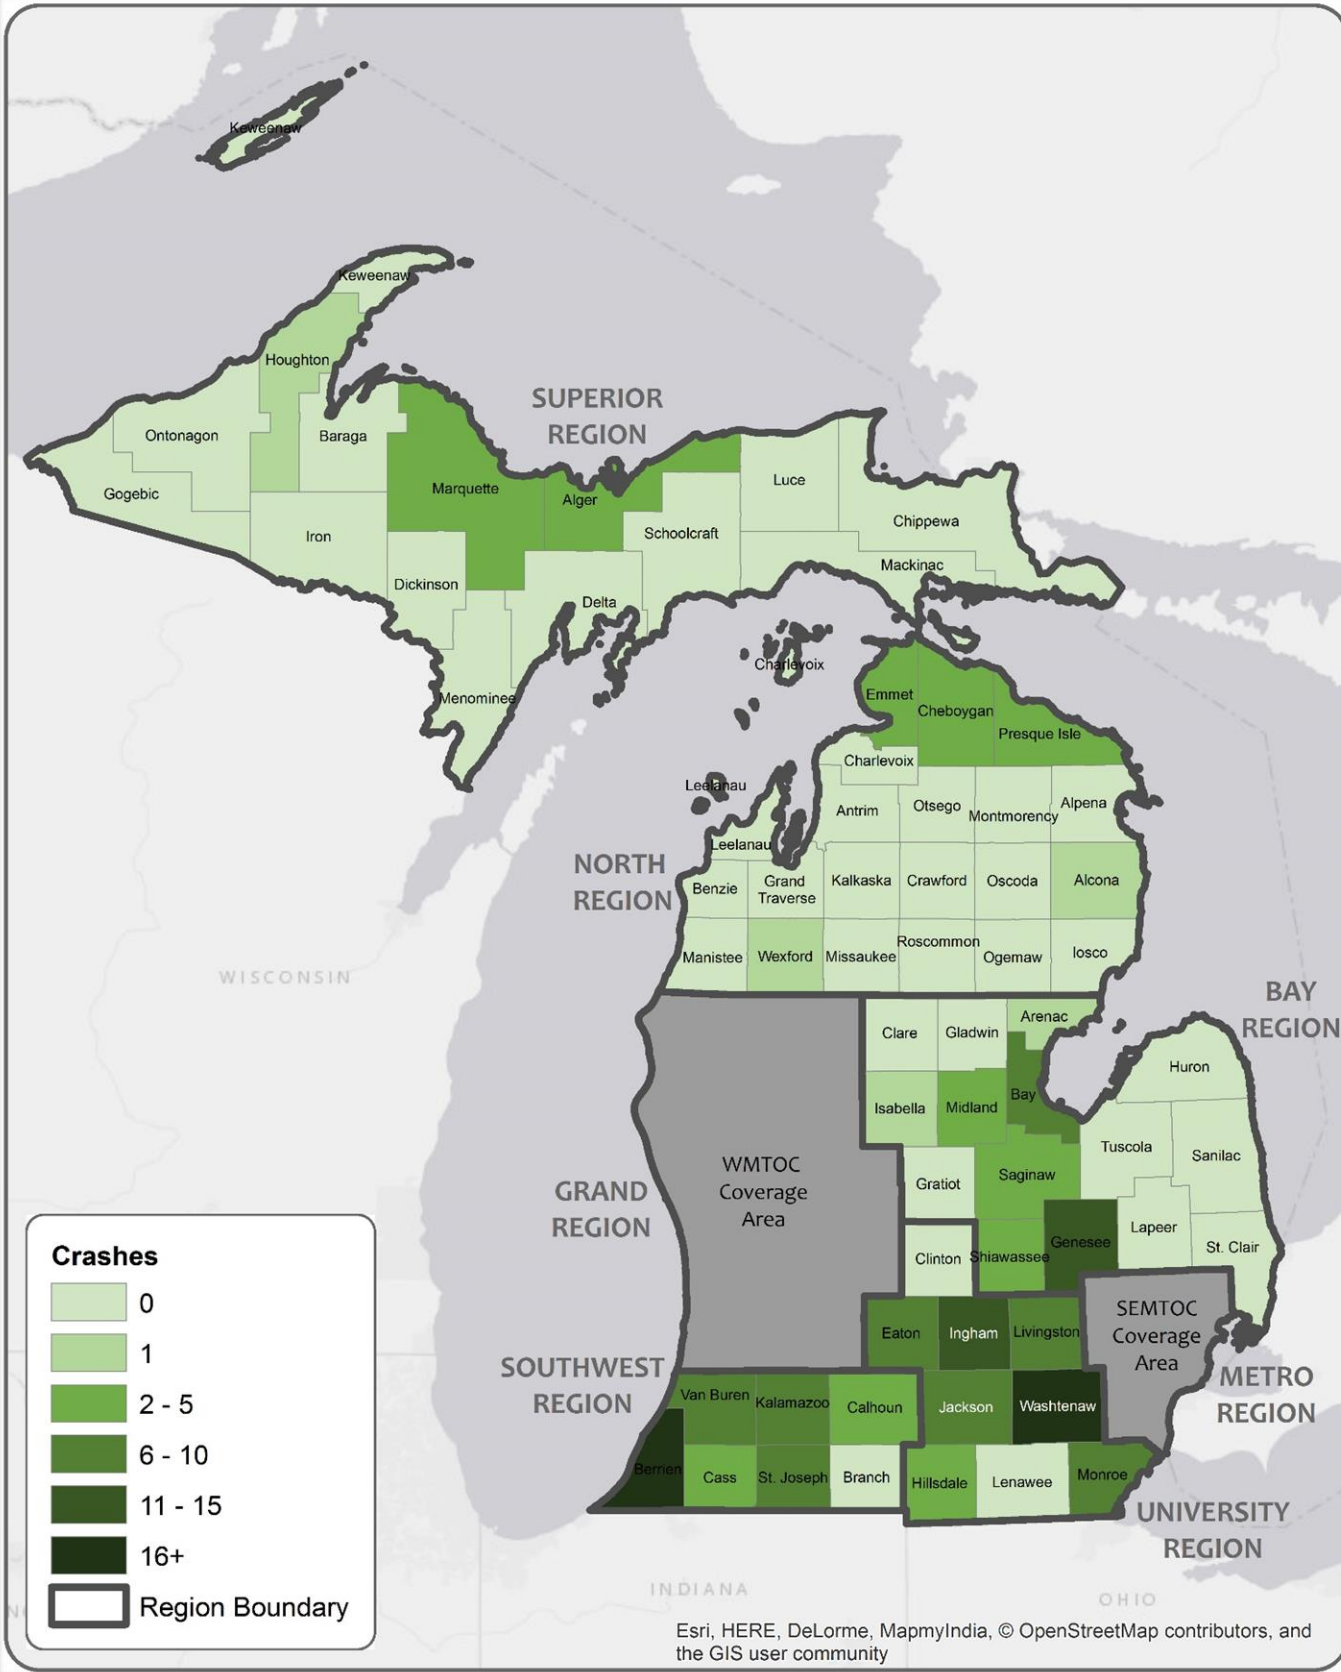 Keweenaw
Keweenaw
Houghton
SUPERIOR
REGION
Ontonagon
Baraga
Gogebic
Marquette
Alger
Luce
Iron
Schoolcraft
Chippewa
Mackinac
Dickinson
Delta
Menominee
Charlevoix
Emmet
Cheboygan
Presque Isle
Charlevoix
Leelanau
Antrim
Otsego
Montmorency
Alpena
Leelanau
NORTH
REGION
Benzie
Grand
Traverse
Kalkaska
Crawford
Oscoda
Alcona
Manistee
Wexford
Missaukee
Roscommon
Ogemaw
Iosco
WISCONSIN
BAY
REGION
Clare
Gladwin
Arenac
Huron
Isabella
Midland
Bay
Tuscola
Sanilac
WMTOC
Coverage
Area
Gratiot
Saginaw
GRAND
REGION
Lapeer
St. Clair
Clinton
Shiawassee
Genesee
SEMTOC
Coverage
Area
Eaton
Ingham
Livingston
SOUTHWEST
REGION
METRO
REGION
Van Buren
Kalamazoo
Calhoun
Jackson
Washtenaw
Berrien
Cass
St. Joseph
Branch
Hillsdale
Lenawee
Monroe
UNIVERSITY
REGION
INDIANA
OHIO
Crashes
0
1
2 - 5
6 - 10
11 - 15
16+
Region Boundary
Esri, HERE, DeLorme, MapmyIndia, © OpenStreetMap contributors, and
the GIS user community